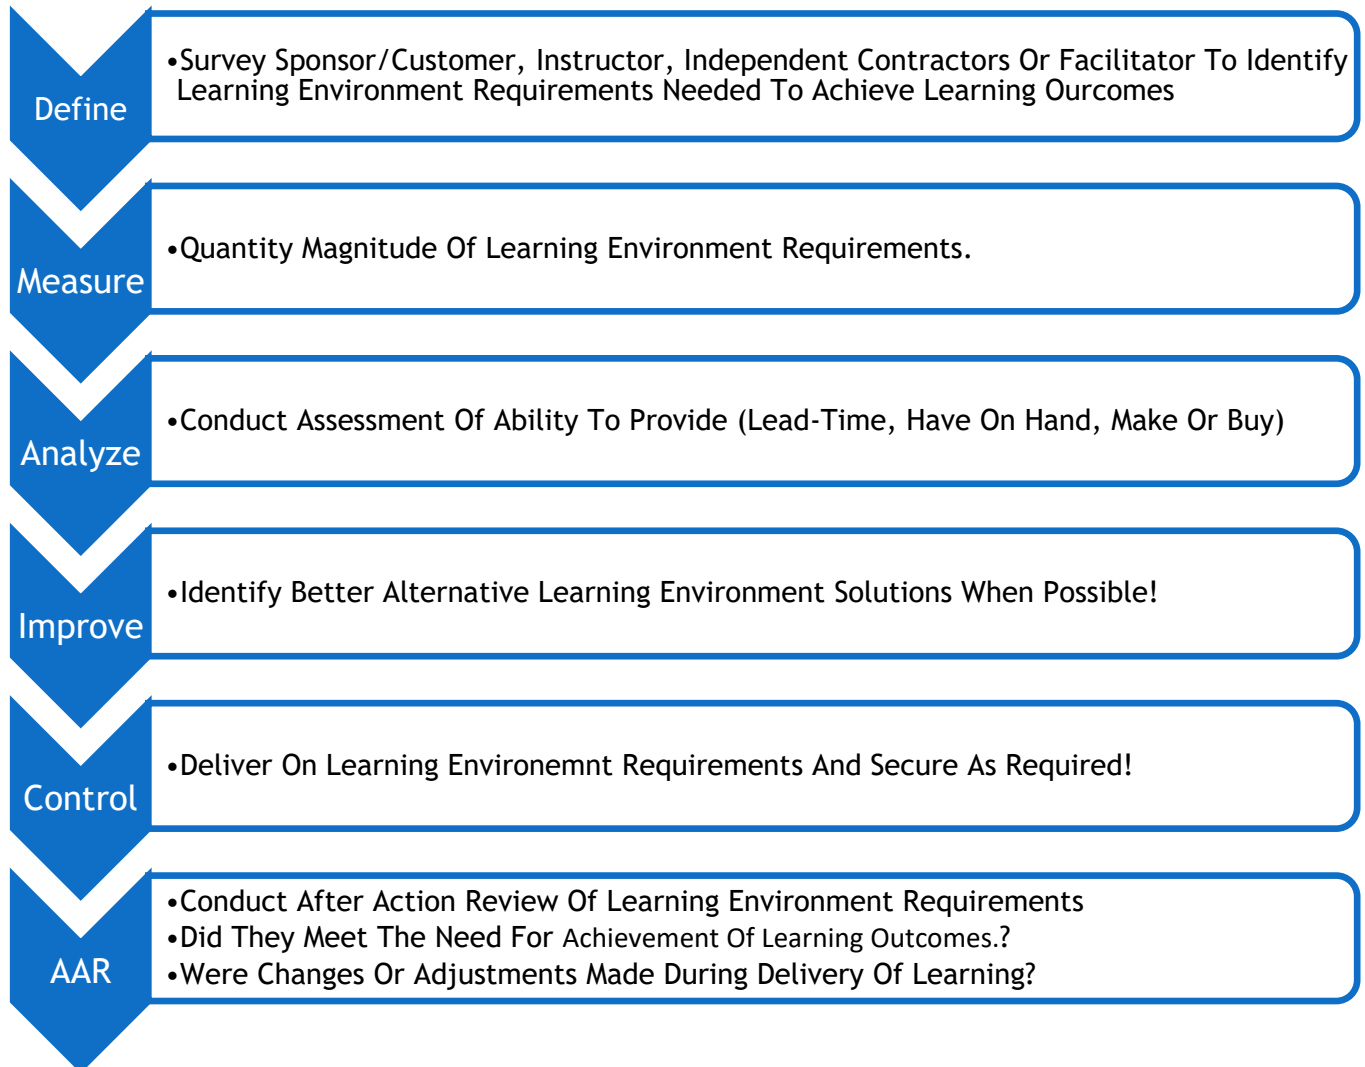 Define
•Survey Sponsor/Customer, Instructor, Independent Contractors Or Facilitator To Identify
Learning Environment Requirements Needed To Achieve Learning Ourcomes
Measure
•Quantity Magnitude Of Learning Environment Requirements.
Analyze
•Conduct Assessment Of Ability To Provide (Lead-Time, Have On Hand, Make Or Buy)
Improve
•Identify Better Alternative Learning Environment Solutions When Possible!
Control
•Deliver On Learning Environemnt Requirements And Secure As Required!
AAR
•Conduct After Action Review Of Learning Environment Requirements
•Did They Meet The Need For Achievement Of Learning Outcomes.?
•Were Changes Or Adjustments Made During Delivery Of Learning?